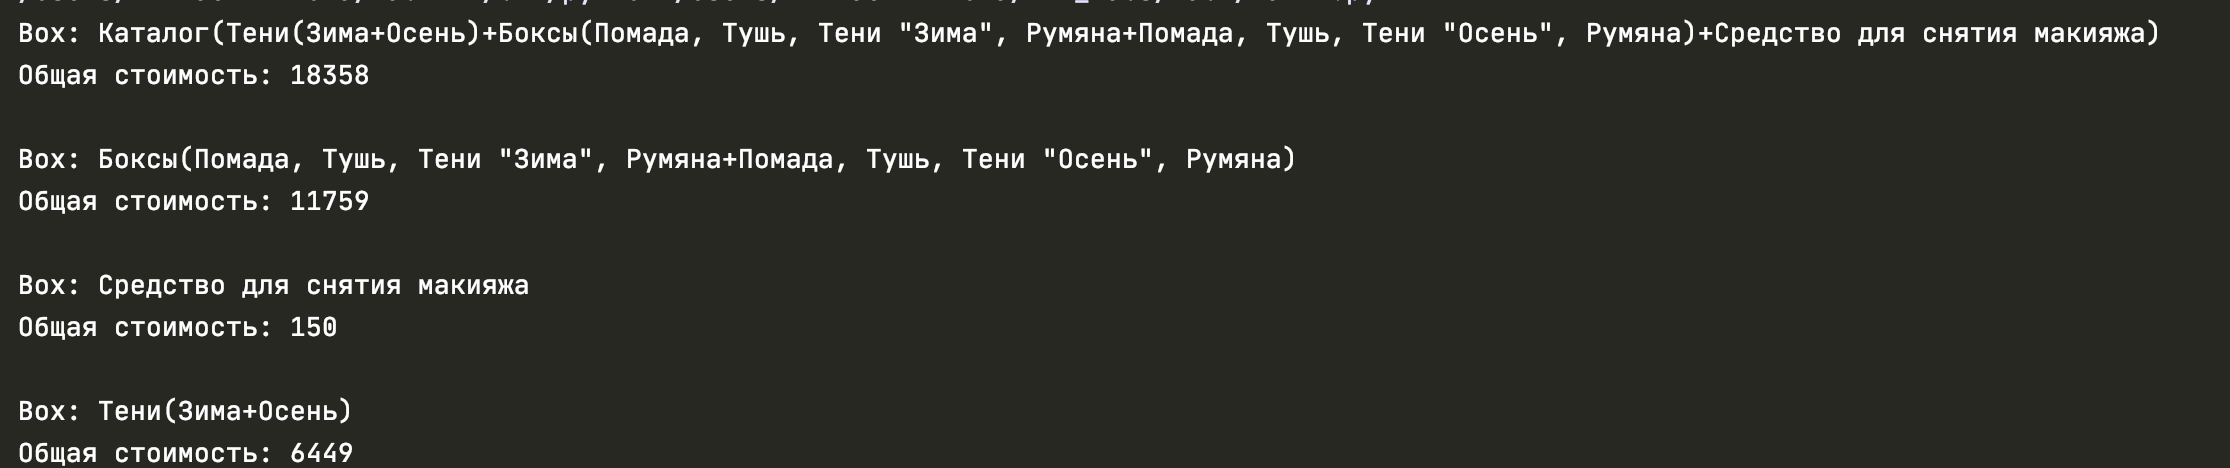 Box: Каталог(Тени(Зима+Осень)+Боксы(Помада, Тушь, Тени "Зима", Румяна+Помада, Тушь, Тени "Осень", Румяна)+Средство для снятия макияжа)
Общая стоимость: 18358
Box: Боксы(Помада, Тушь, Тени "Зима", Румяна+Помада, Тушь, Тени "Осень", Румяна)
Общая стоимость: 11759
Box: Средство для снятия макияжа
Общая стоимость: 150
Box: Тени(Зима+Осень)
Общая стоимость: 6449